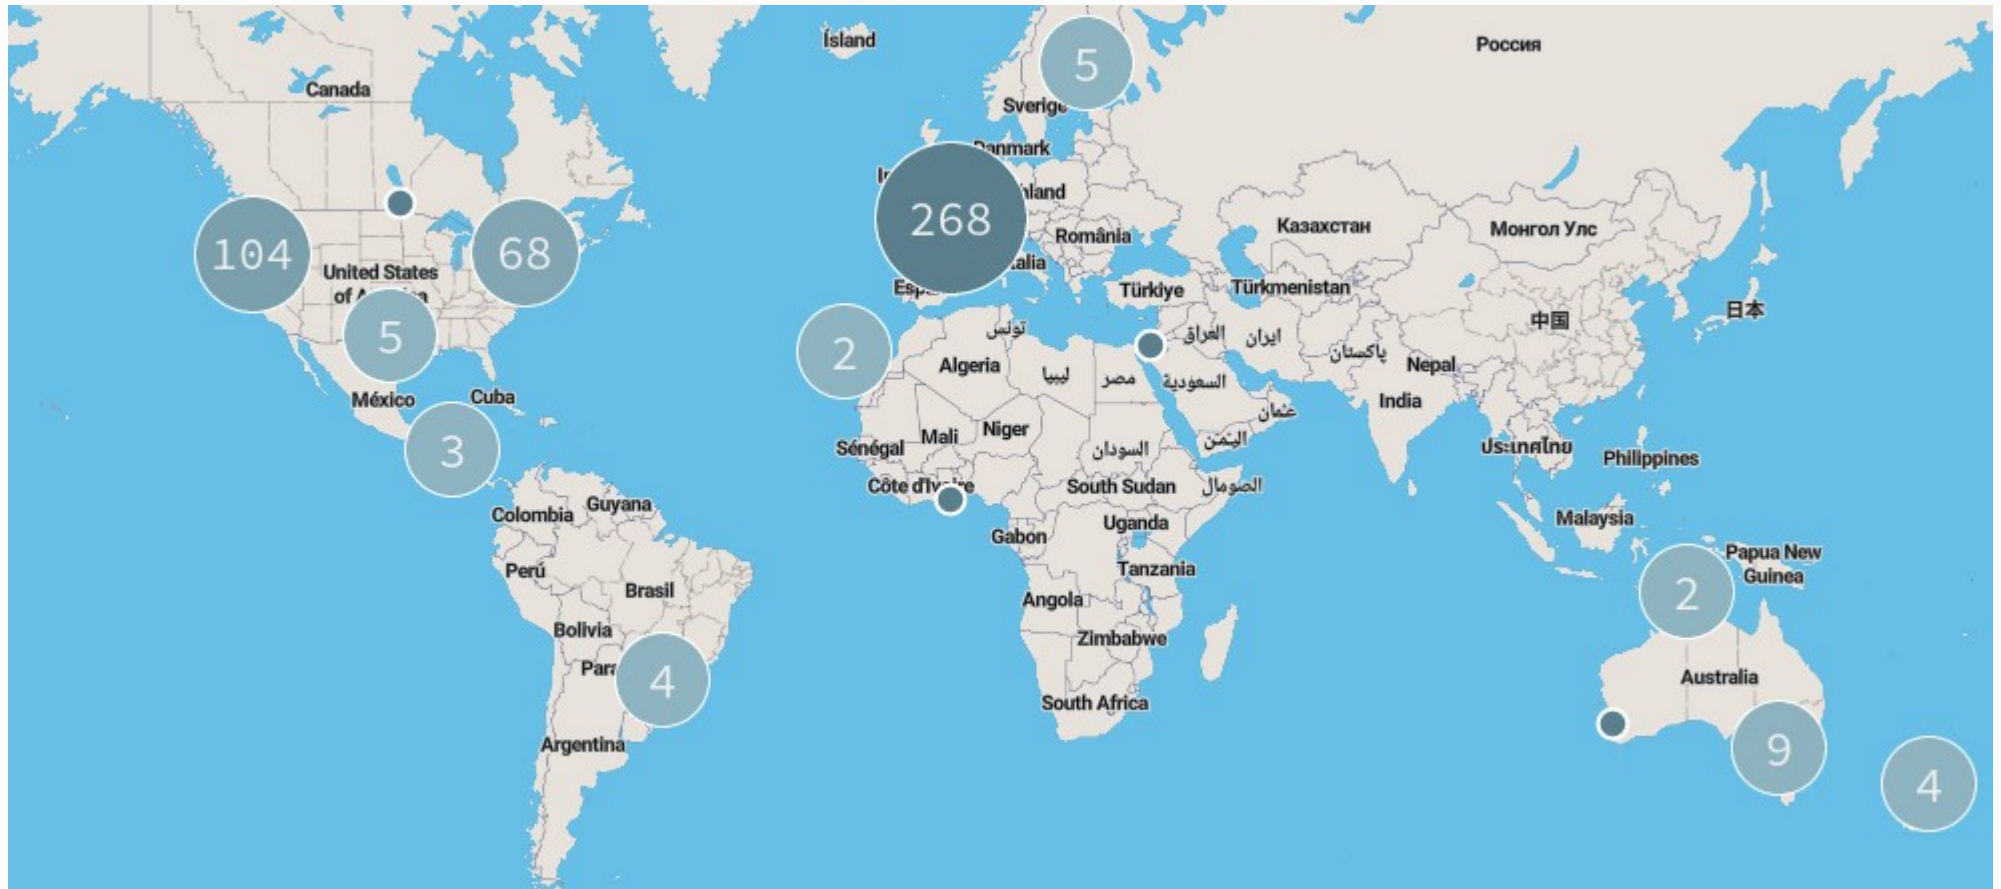 Ísland
Россия
5
Canada
Sverige
Danmark
268
România
United States
104
68
Казахстан
Монгол Улс
Türkiye
Türkmenistan
تونس
العراق
ایران
日本
中国
5
2
Algeria
ليبيا
مصر
السعودية
پاکستان
Nepal
México
Cuba
India
عمان
Sénégal
Mali
Niger
السودان
اليمن
3
ประเทศไทย
Philippines
Côte d'Ivoire
South Sudan
الصومال
Colombia
Guyana
Malaysia
Gabon
Uganda
Papua New
Guinea
Perú
Tanzania
Brasil
Angola
2
Bolivia
Zimbabwe
4
Australia
South Africa
Argentina
9
4